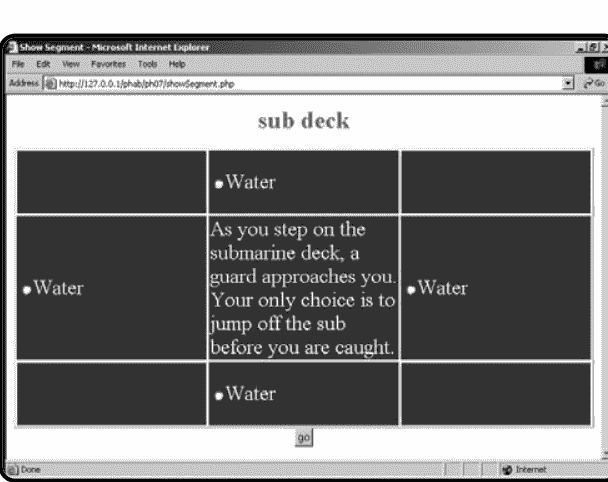 Show Segment - Microsoft Internet Explorer
File Edit View Favorites Tools Help
Address http://127.0.0.1/phab/ph07/showSegment.php Go
sub deck
Water
As you step on the
submarine deck, a
guard approaches you.
Your only choice is to
jump off the sub
before you are caught.
Water
Water
Water
go
Done Internet